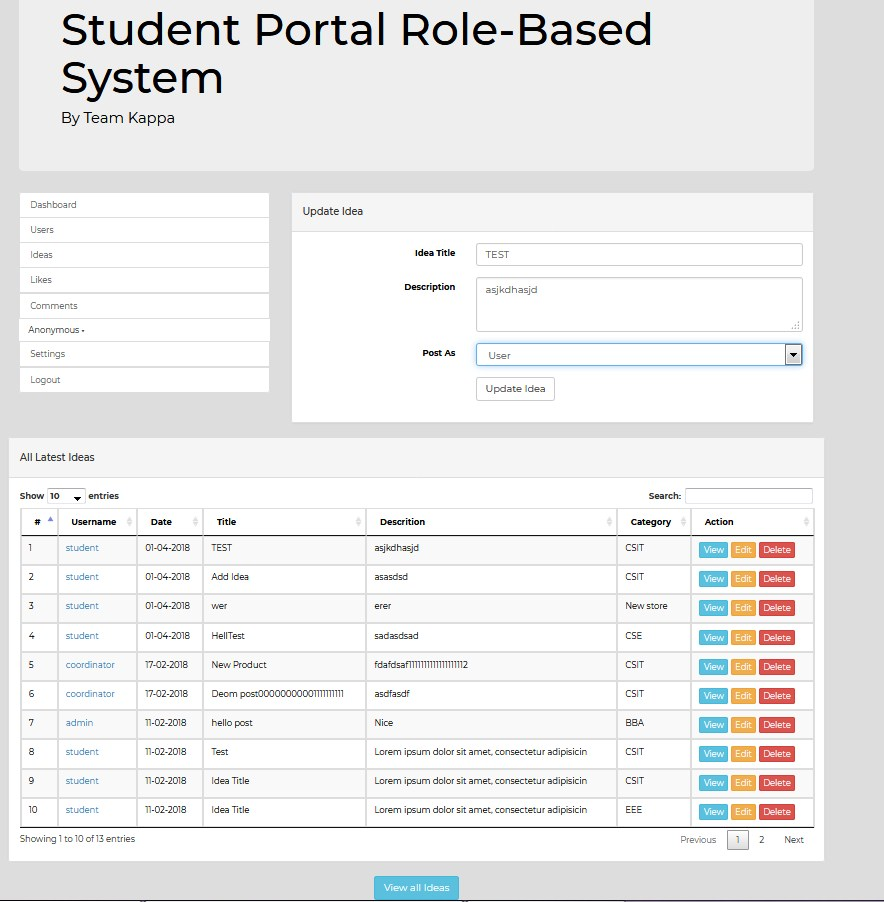 Student Portal Role-Based
System
By Team Kappa
Dashboard
Users
Ideas
Likes
Comments
Anonymous
Settings
Logout
Update Idea
Idea Title TEST
Description asjkdhasjd
Post As User
Update Idea
All Latest Ideas
Show 10 entries Search:
# Username Date Title Descrition Category Action
1 student 01-04-2018 TEST asjkdhasjd CSIT View Edit Delete
2 student 01-04-2018 Add Idea asasdsd CSIT View Edit Delete
3 student 01-04-2018 wer erer New store View Edit Delete
4 student 01-04-2018 HellTest sadasdsad CSE View Edit Delete
5 coordinator 17-02-2018 New Product CSIT View Edit Delete
6 coordinator 17-02-2018 Deom asdfasdf CSIT View Edit Delete
7 admin 11-02-2018 hello post Nice BBA View Edit Delete
8 student 11-02-2018 Test Lorem ipsum dolor sit amet, consectetur adipisicin CSIT View Edit Delete
9 student 11-02-2018 Idea Title Lorem ipsum dolor sit amet, consectetur adipisicin CSIT View Edit Delete
10 student 11-02-2018 Idea Title Lorem ipsum dolor sit amet, consectetur adipisicin EEE View Edit Delete
Showing 1 to 10 of 13 entries Previous 1 2 Next
View all Ideas